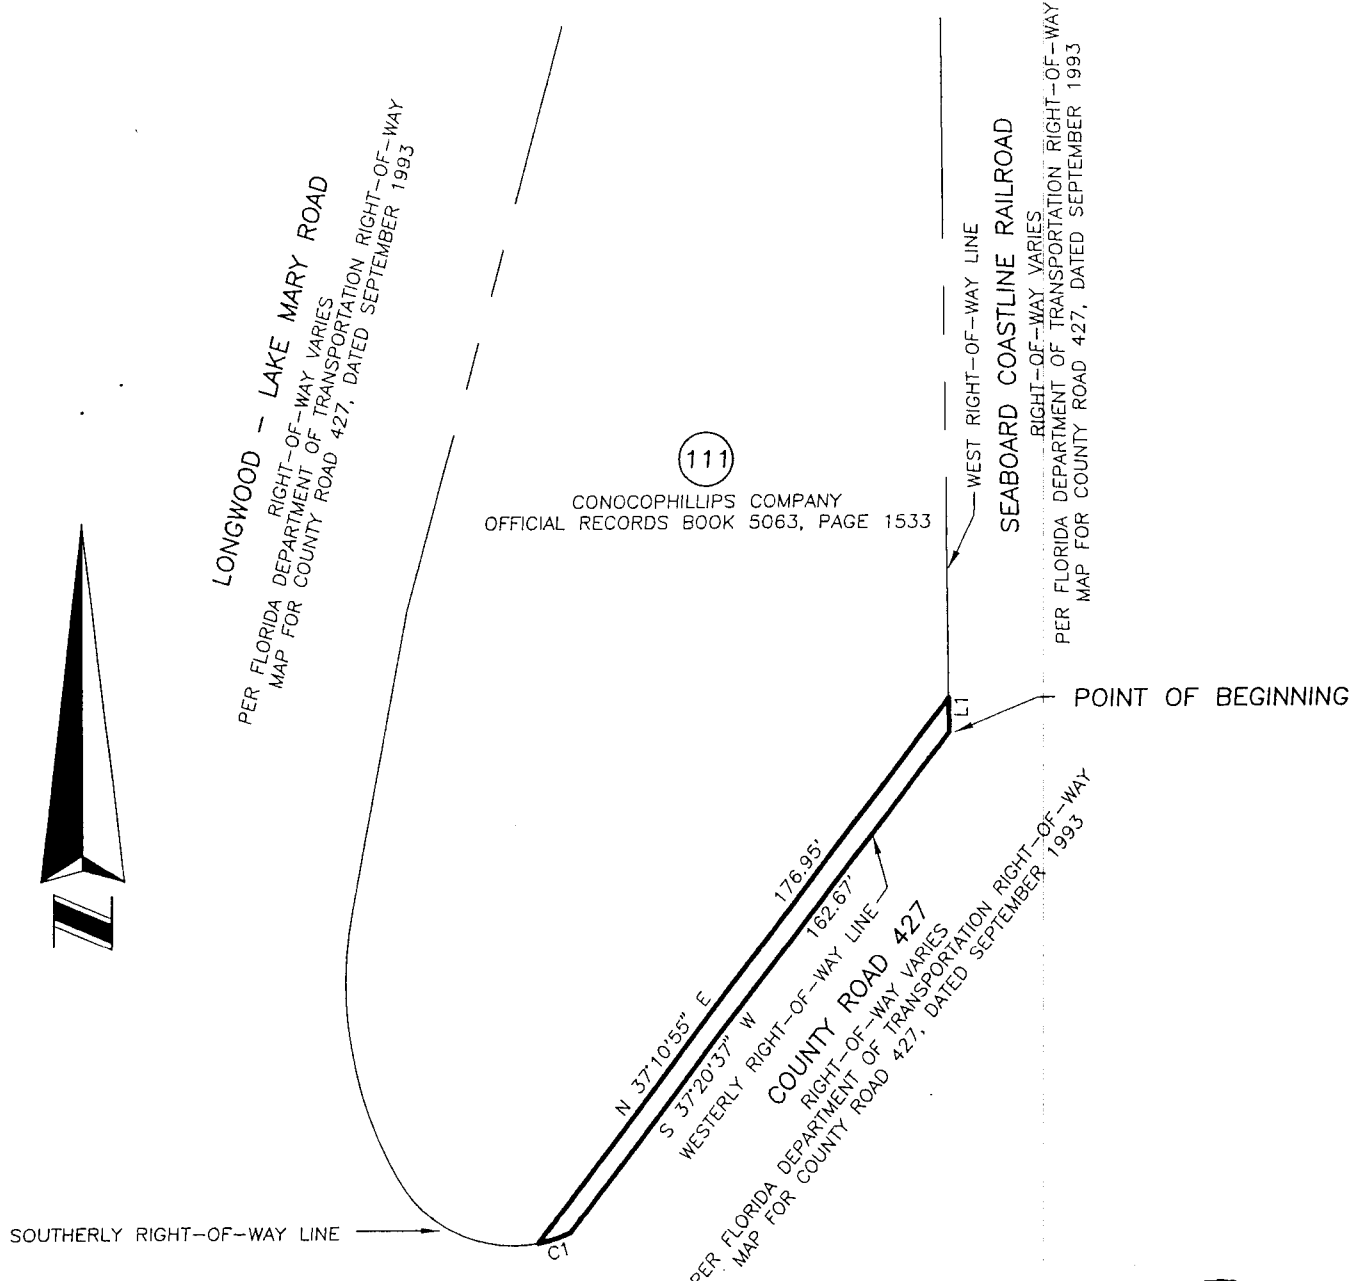 LONGWOOD - LAKE MARY ROAD
RIGHT-OF-WAY VARIES
PER FLORIDA DEPARTMENT OF TRANSPORTATION RIGHT-OF-WAY
MAP FOR COUNTY ROAD 427, DATED SEPTEMBER 1993
WEST RIGHT-OF-WAY LINE
SEABOARD COASTLINE RAILROAD
RIGHT-OF-WAY VARIES
PER FLORIDA DEPARTMENT OF TRANSPORTATION RIGHT-OF-WAY
MAP FOR COUNTY ROAD 427, DATED SEPTEMBER 1993
111
CONOCOPHILLIPS COMPANY
OFFICIAL RECORDS BOOK 5063, PAGE 1533
L1
POINT OF BEGINNING
N 37°10'55" E 176.95'
S 37°20'37" W 162.67'
WESTERLY RIGHT-OF-WAY LINE
COUNTY ROAD 427
RIGHT-OF-WAY VARIES
PER FLORIDA DEPARTMENT OF TRANSPORTATION RIGHT-OF-WAY
MAP FOR COUNTY ROAD 427, DATED SEPTEMBER 1993
SOUTHERLY RIGHT-OF-WAY LINE
C1
N